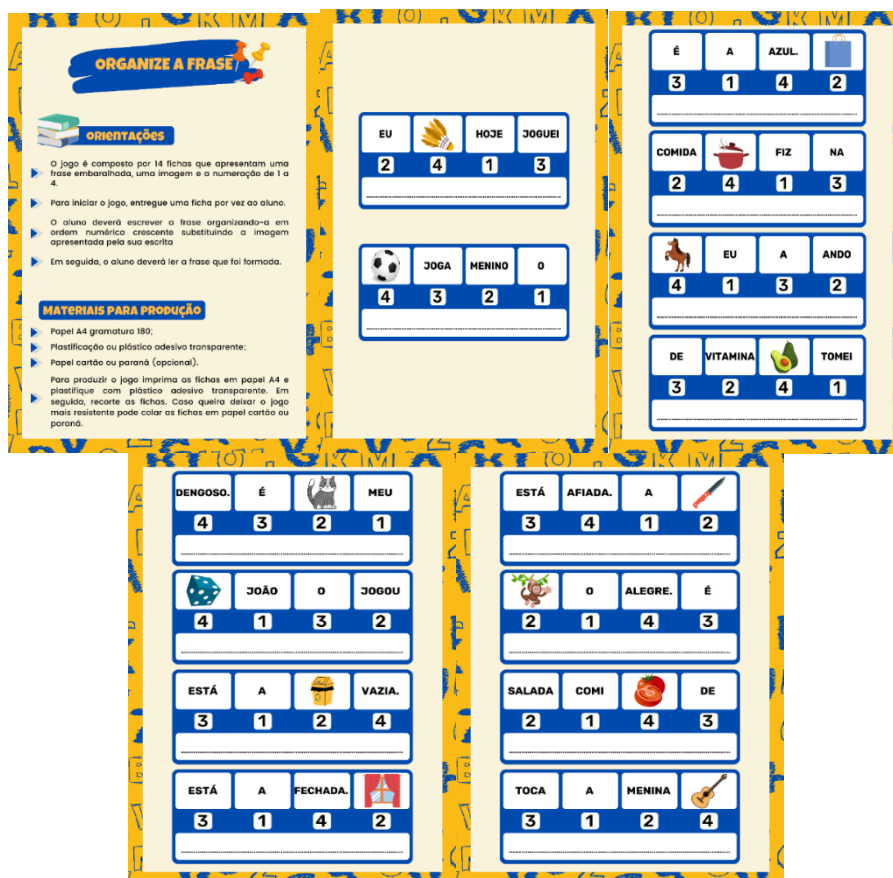 ORGANIZE A FRASE
ORIENTAÇÕES
O jogo é composto por 14 fichas que apresentam uma
frase embaralhada, uma imagem e a numeração de 1 a
4.
Para iniciar o jogo, entregue uma ficha por vez ao aluno.
O aluno deverá escrever a frase organizando-a em
ordem numérica crescente substituindo a imagem
apresentada pela sua escrita
Em seguida, o aluno deverá ler a frase que foi formada.
MATERIAIS PARA PRODUÇÃO
Papel A4 gramatura 180;
Plastificação ou plástico adesivo transparente;
Papel cartão ou paraná (opcional).
Para produzir o jogo imprima as fichas em papel A4 e
plastifique com plástico adesivo transparente. Em
seguida, recorte as fichas. Caso queira deixar o jogo
mais resistente pode colar as fichas em papel cartão ou
paraná.
EU HOJE JOGUEI
2 4 1 3
JOGA MENINO O
4 3 2 1
É A AZUL.
3 1 4 2
COMIDA FIZ NA
2 4 1 3
EU A ANDO
4 1 3 2
DE VITAMINA TOMEI
3 2 4 1
DENGOSO. É MEU
4 3 2 1
JOÃO O JOGOU
4 1 3 2
ESTÁ A VAZIA.
3 1 2 4
ESTÁ A FECHADA.
3 1 4 2
ESTÁ AFIADA. A
3 4 1 2
O ALEGRE. É
2 1 4 3
SALADA COMI DE
2 1 4 3
TOCA A MENINA
3 1 2 4